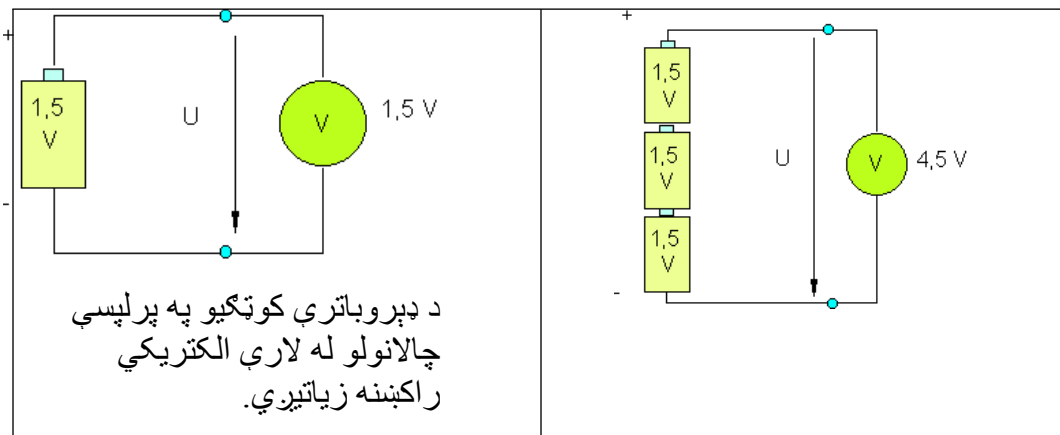 +
1,5
V
-
U
V
1,5 V
د ډېروباترې کوټګيو په پرلپسې
چالانولو له لارې الکتريکي
راکښنه زياتيږي.
+
1,5
V
1,5
V
1,5
V
-
U
V
4,5 V